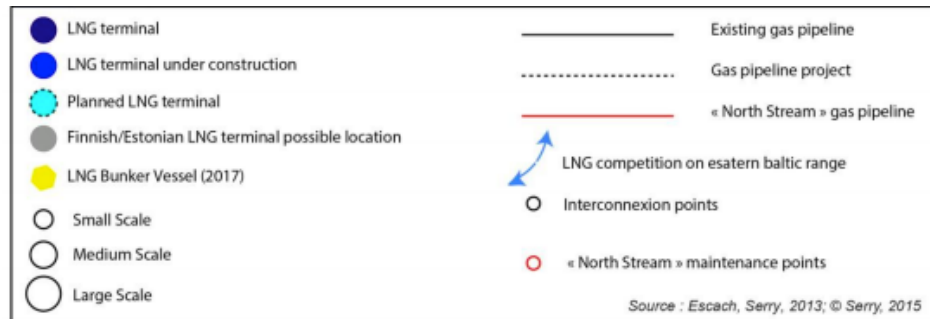 LNG terminal
LNG terminal under construction
Planned LNG terminal
Finnish/Estonian LNG terminal possible location
LNG Bunker Vessel (2017)
Small Scale
Medium Scale
Large Scale
Existing gas pipeline
Gas pipeline project
« North Stream » gas pipeline
LNG competition on esatern baltic range
Interconnexion points
« North Stream » maintenance points
Source : Escach, Serry, 2013; © Serry, 2015